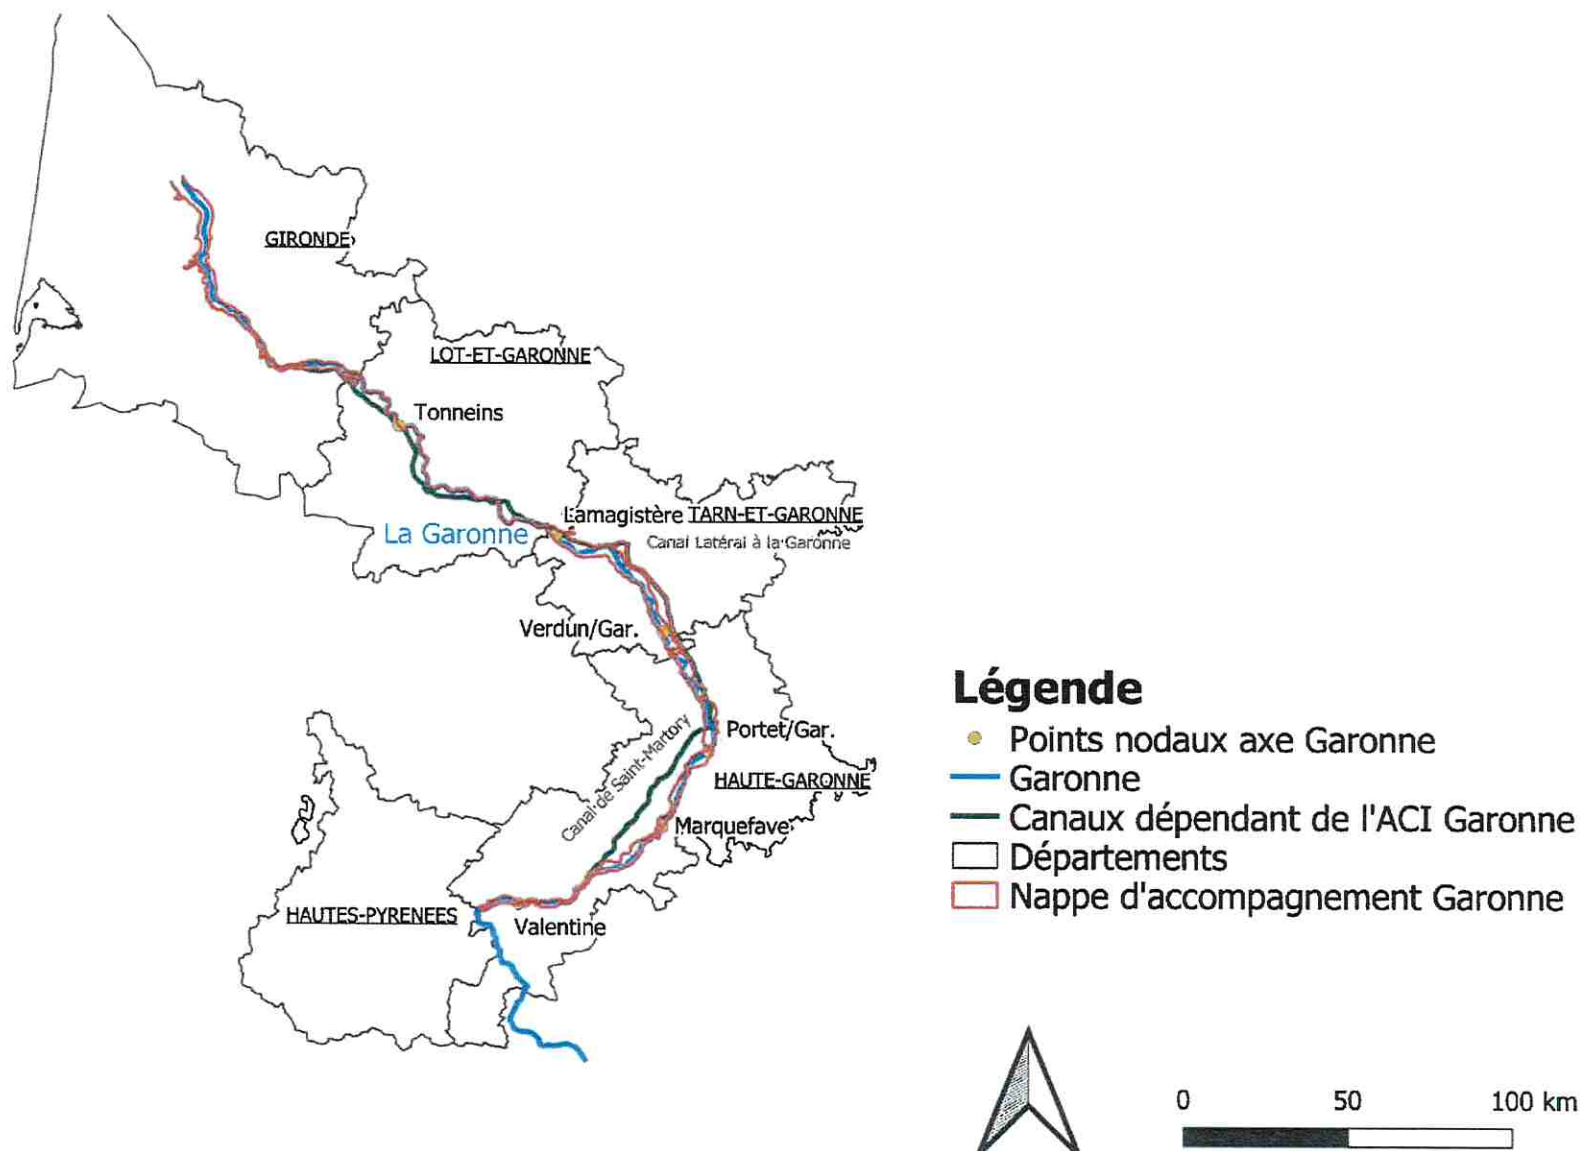 GIRONDE
LOT-ET-GARONNE
Tonneins
Lamagistère TARN-ET-GARONNE
La Garonne
Canal Latéral à la Garonne
Verdun/Gar.
Canal de Saint-Martory
Portet/Gar.
HAUTE-GARONNE
Marquefave
HAUTES-PYRENEES
Valentine
Légende
Points nodaux axe Garonne
Garonne
Canaux dépendant de l'ACI Garonne
Départements
Nappe d'accompagnement Garonne
0 50 100 km